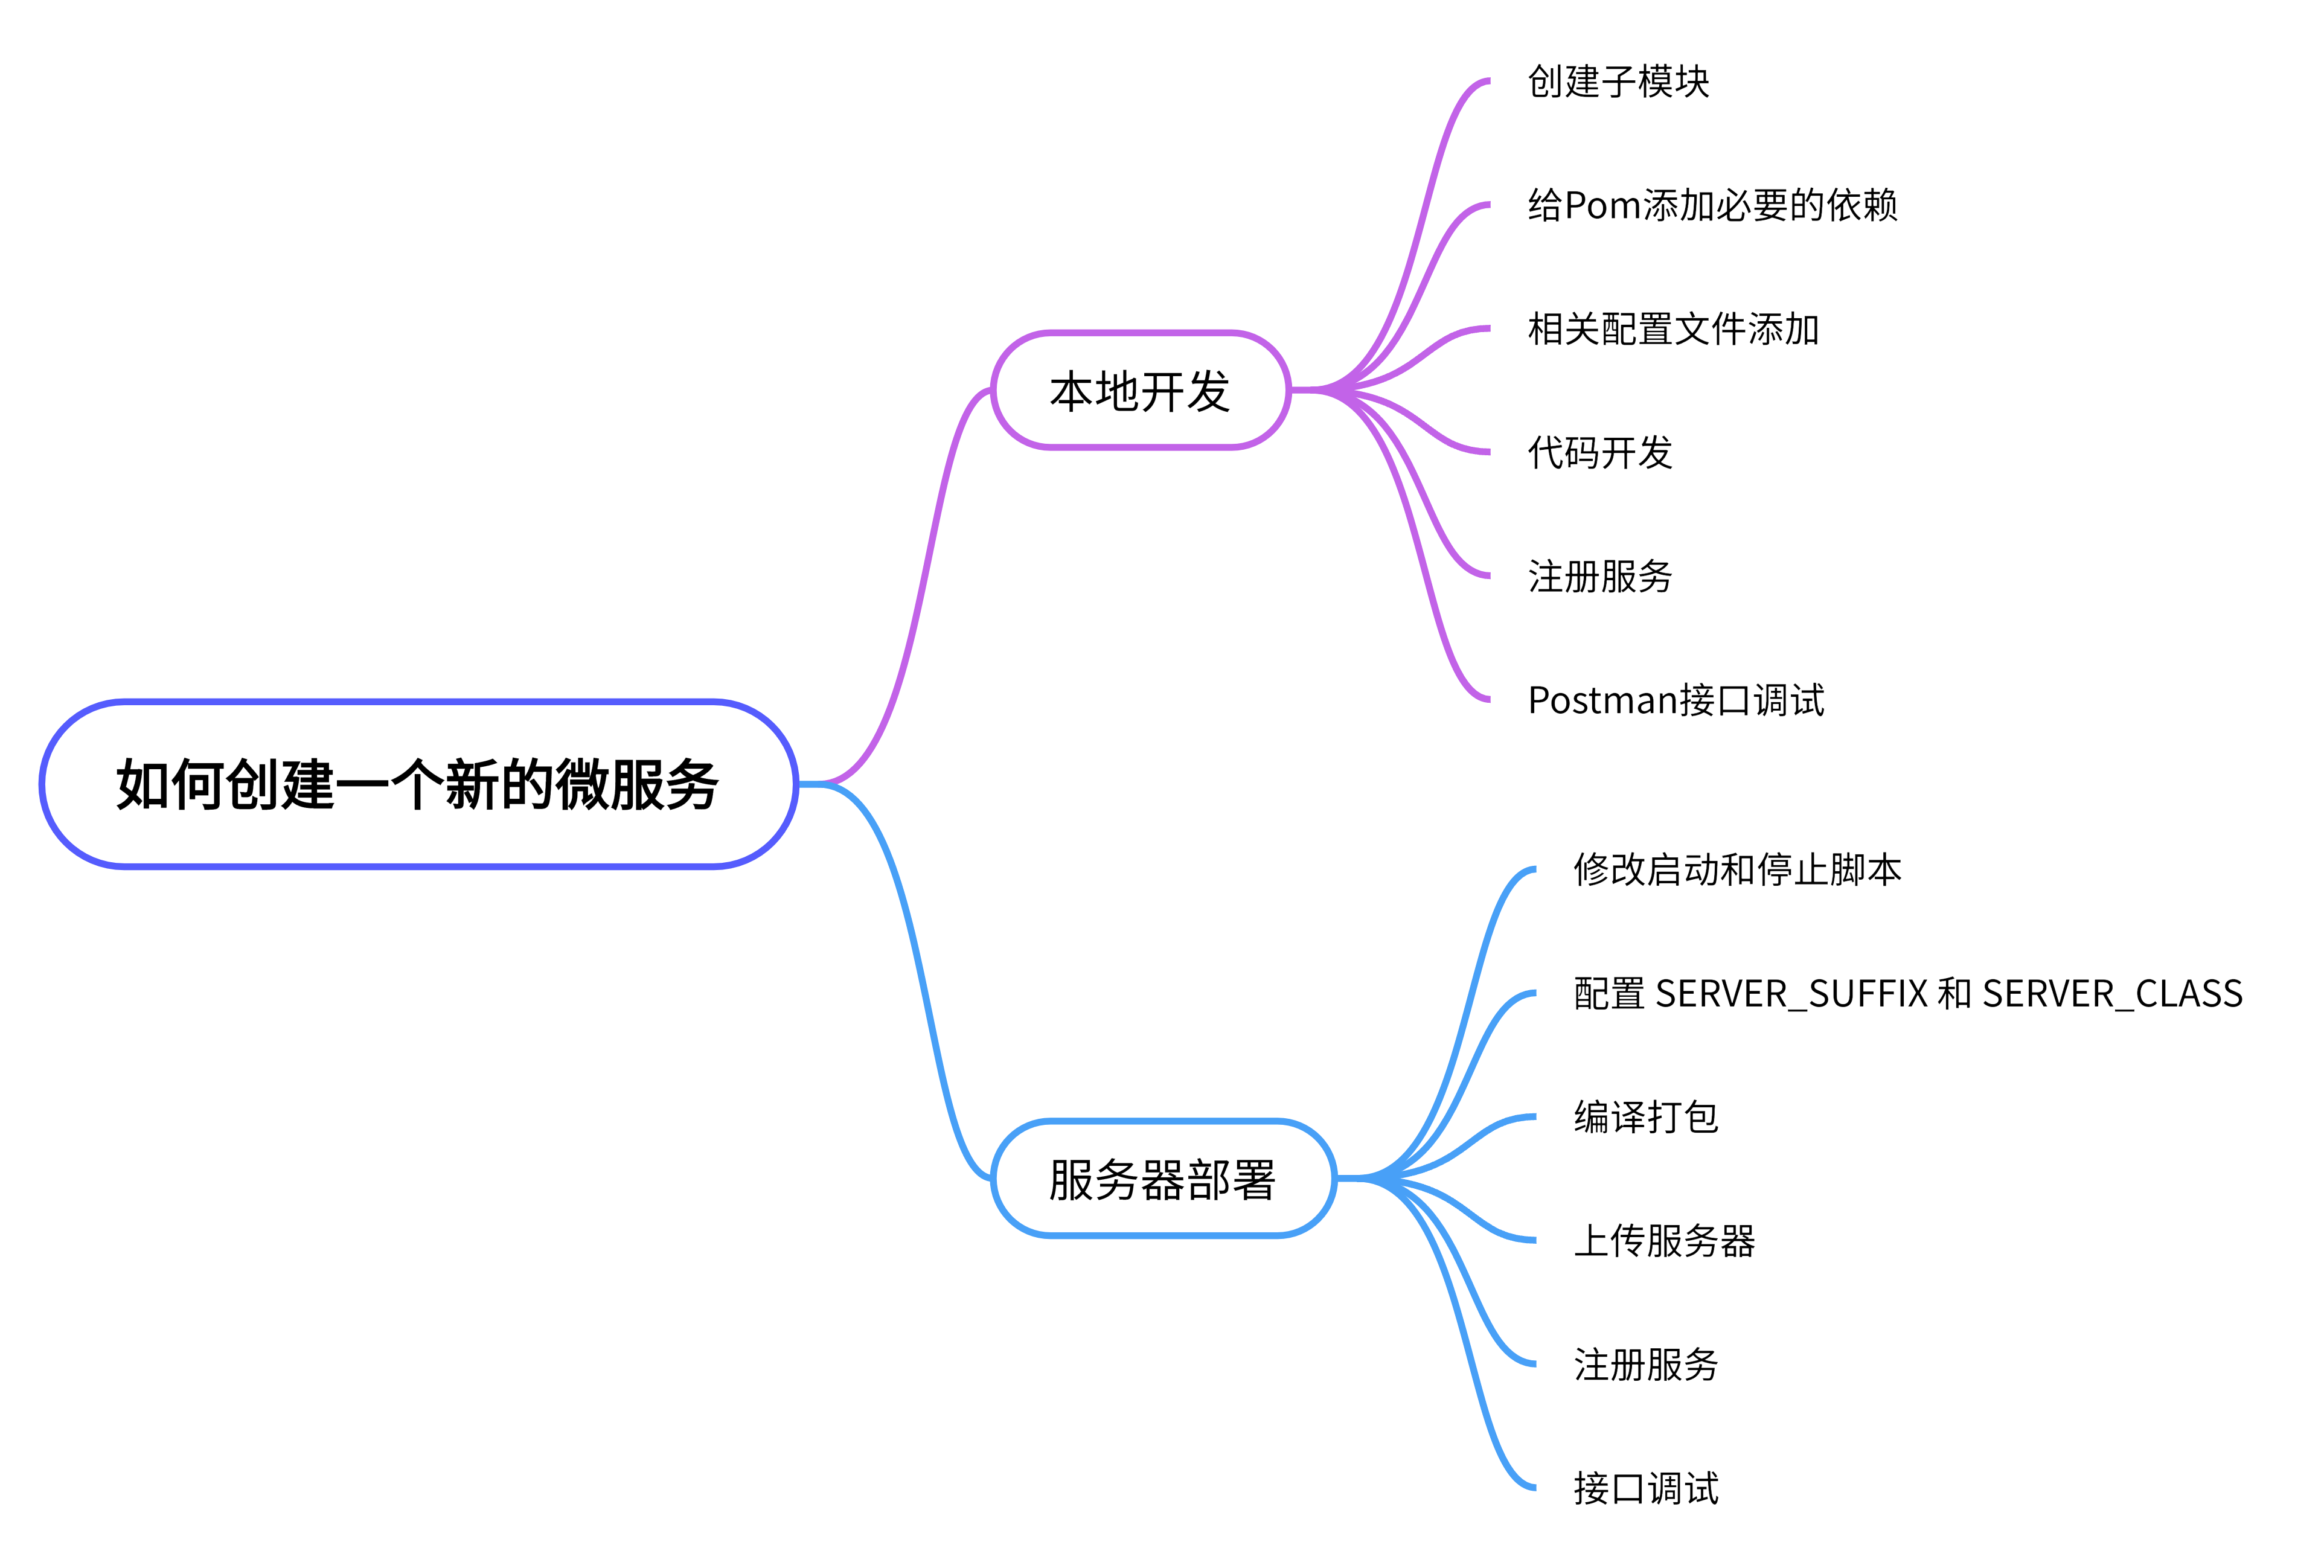 如何创建一个新的微服务
本地开发
创建子模块
给Pom添加必要的依赖
相关配置文件添加
代码开发
注册服务
Postman接口调试
服务器部署
修改启动和停止脚本
配置 SERVER_SUFFIX 和 SERVER_CLASS
编译打包
上传服务器
注册服务
接口调试